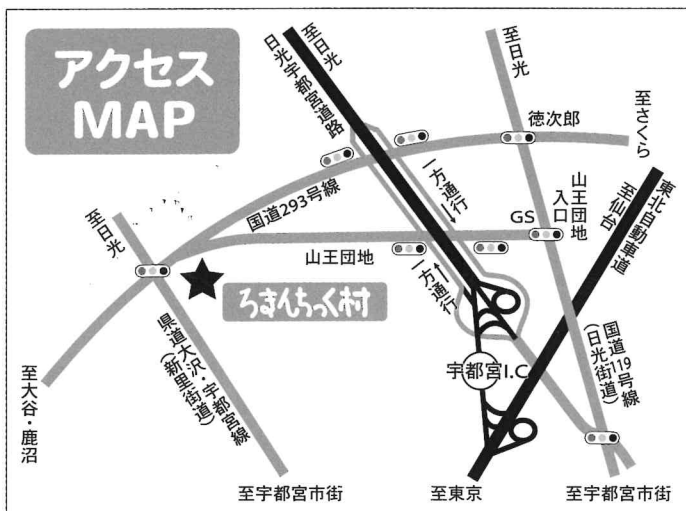 アクセス
MAP
至日光
日光宇都宮道路
至日光
徳次郎
至さくら
一方通行
国道293号線
至日光
GS
山王団地
入口
東北自動車道
至仙台
山王団地
一方通行
ろまんちっく村
県道大沢・宇都宮線
(新里街道)
宇都宮I.C.
国道119号線
(日光街道)
至大谷・鹿沼
至宇都宮市街
至東京
至宇都宮市街